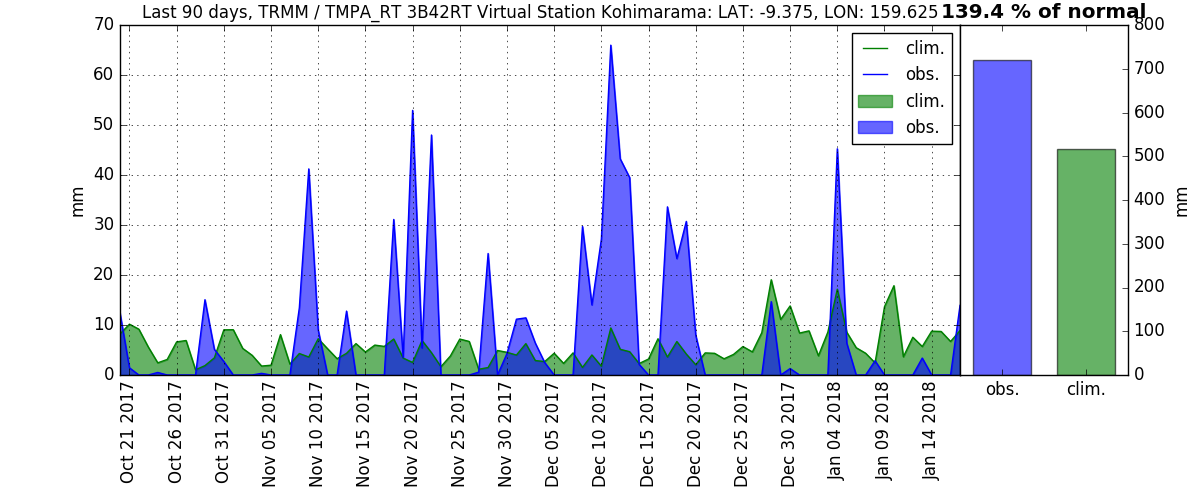 Last 90 days, TRMM / TMPA_RT 3B42RT Virtual Station Kohimarama: LAT: -9.375, LON: 159.625 139.4 % of normal
70
60
50
40
30
20
10
0
mm
clim.
obs.
clim.
obs.
800
700
600
500
400
300
200
100
0
mm
obs.
clim.
Oct 21 2017
Oct 26 2017
Oct 31 2017
Nov 05 2017
Nov 10 2017
Nov 15 2017
Nov 20 2017
Nov 25 2017
Nov 30 2017
Dec 05 2017
Dec 10 2017
Dec 15 2017
Dec 20 2017
Dec 25 2017
Dec 30 2017
Jan 04 2018
Jan 09 2018
Jan 14 2018